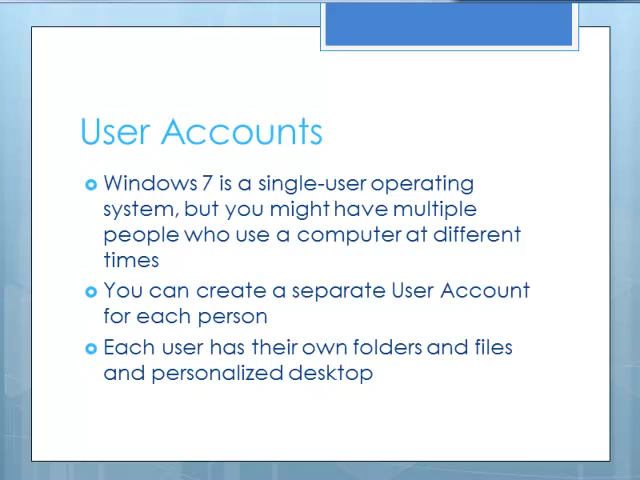 User Accounts
Windows 7 is a single-user operating
system, but you might have multiple
people who use a computer at different
times
You can create a separate User Account
for each person
Each user has their own folders and files
and personalized desktop